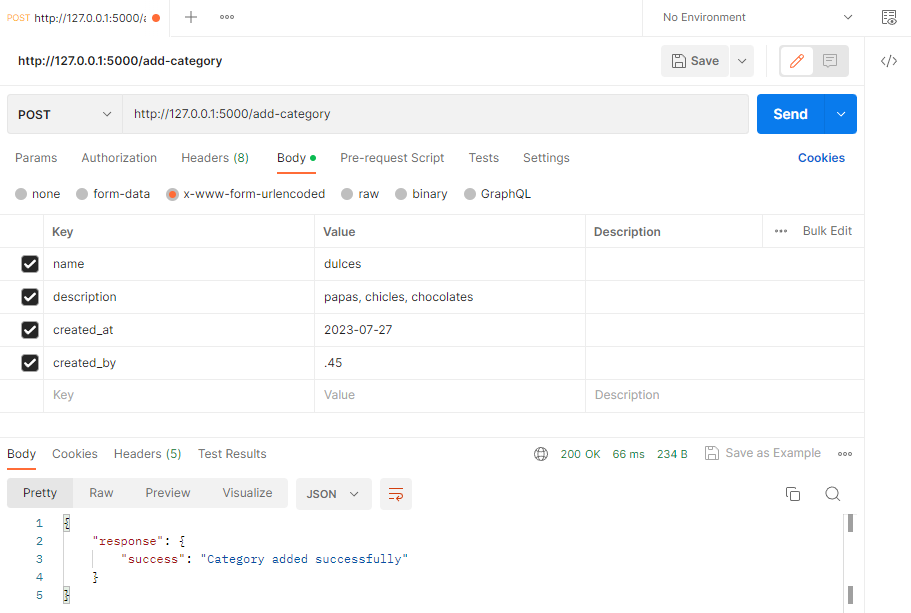 POST http://127.0.0.1:5000/a
No Environment
http://127.0.0.1:5000/add-category
Save
POST http://127.0.0.1:5000/add-category Send
Params Authorization Headers (8) Body Pre-request Script Tests Settings Cookies
none form-data x-www-form-urlencoded raw binary GraphQL
Key Value Description Bulk Edit
name dulces
description papas, chicles, chocolates
created_at 2023-07-27
created_by .45
Key Value Description
Body Cookies Headers (5) Test Results 200 OK 66 ms 234 B Save as Example
Pretty Raw Preview Visualize JSON
1 {
2 "response": {
3 "success": "Category added successfully"
4 }
5 }